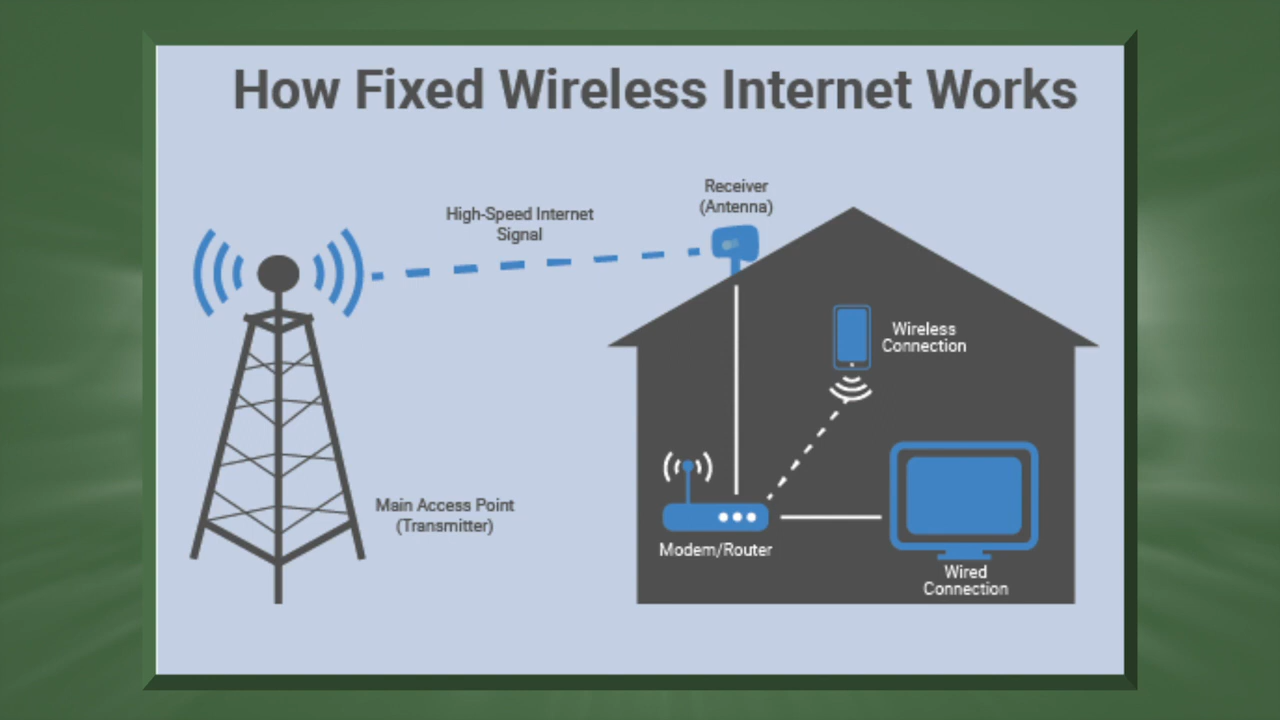 How Fixed Wireless Internet Works
Receiver
(Antenna)
High-Speed Internet
Signal
Wireless
Connection
Main Access Point
(Transmitter)
Modem/Router
Wired
Connection